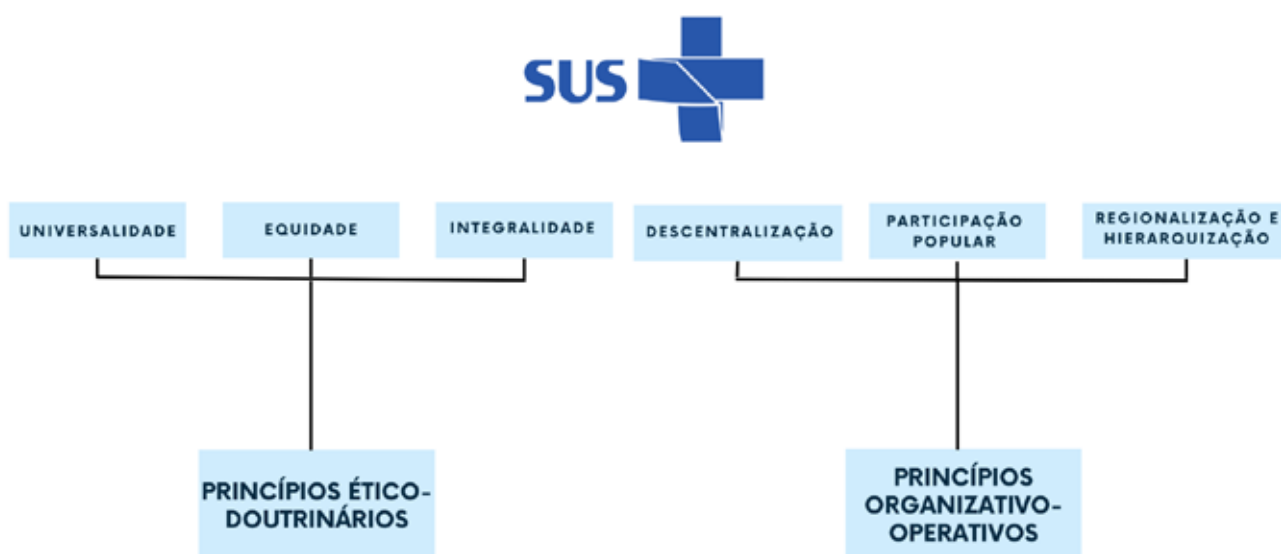 SUS
UNIVERSALIDADE
EQUIDADE
INTEGRALIDADE
DESCENTRALIZAÇÃO
PARTICIPAÇÃO
POPULAR
REGIONALIZAÇÃO E
HIERARQUIZAÇÃO
PRINCÍPIOS ÉTICO-
DOUTRINÁRIOS
PRINCÍPIOS
ORGANIZATIVO-
OPERATIVOS